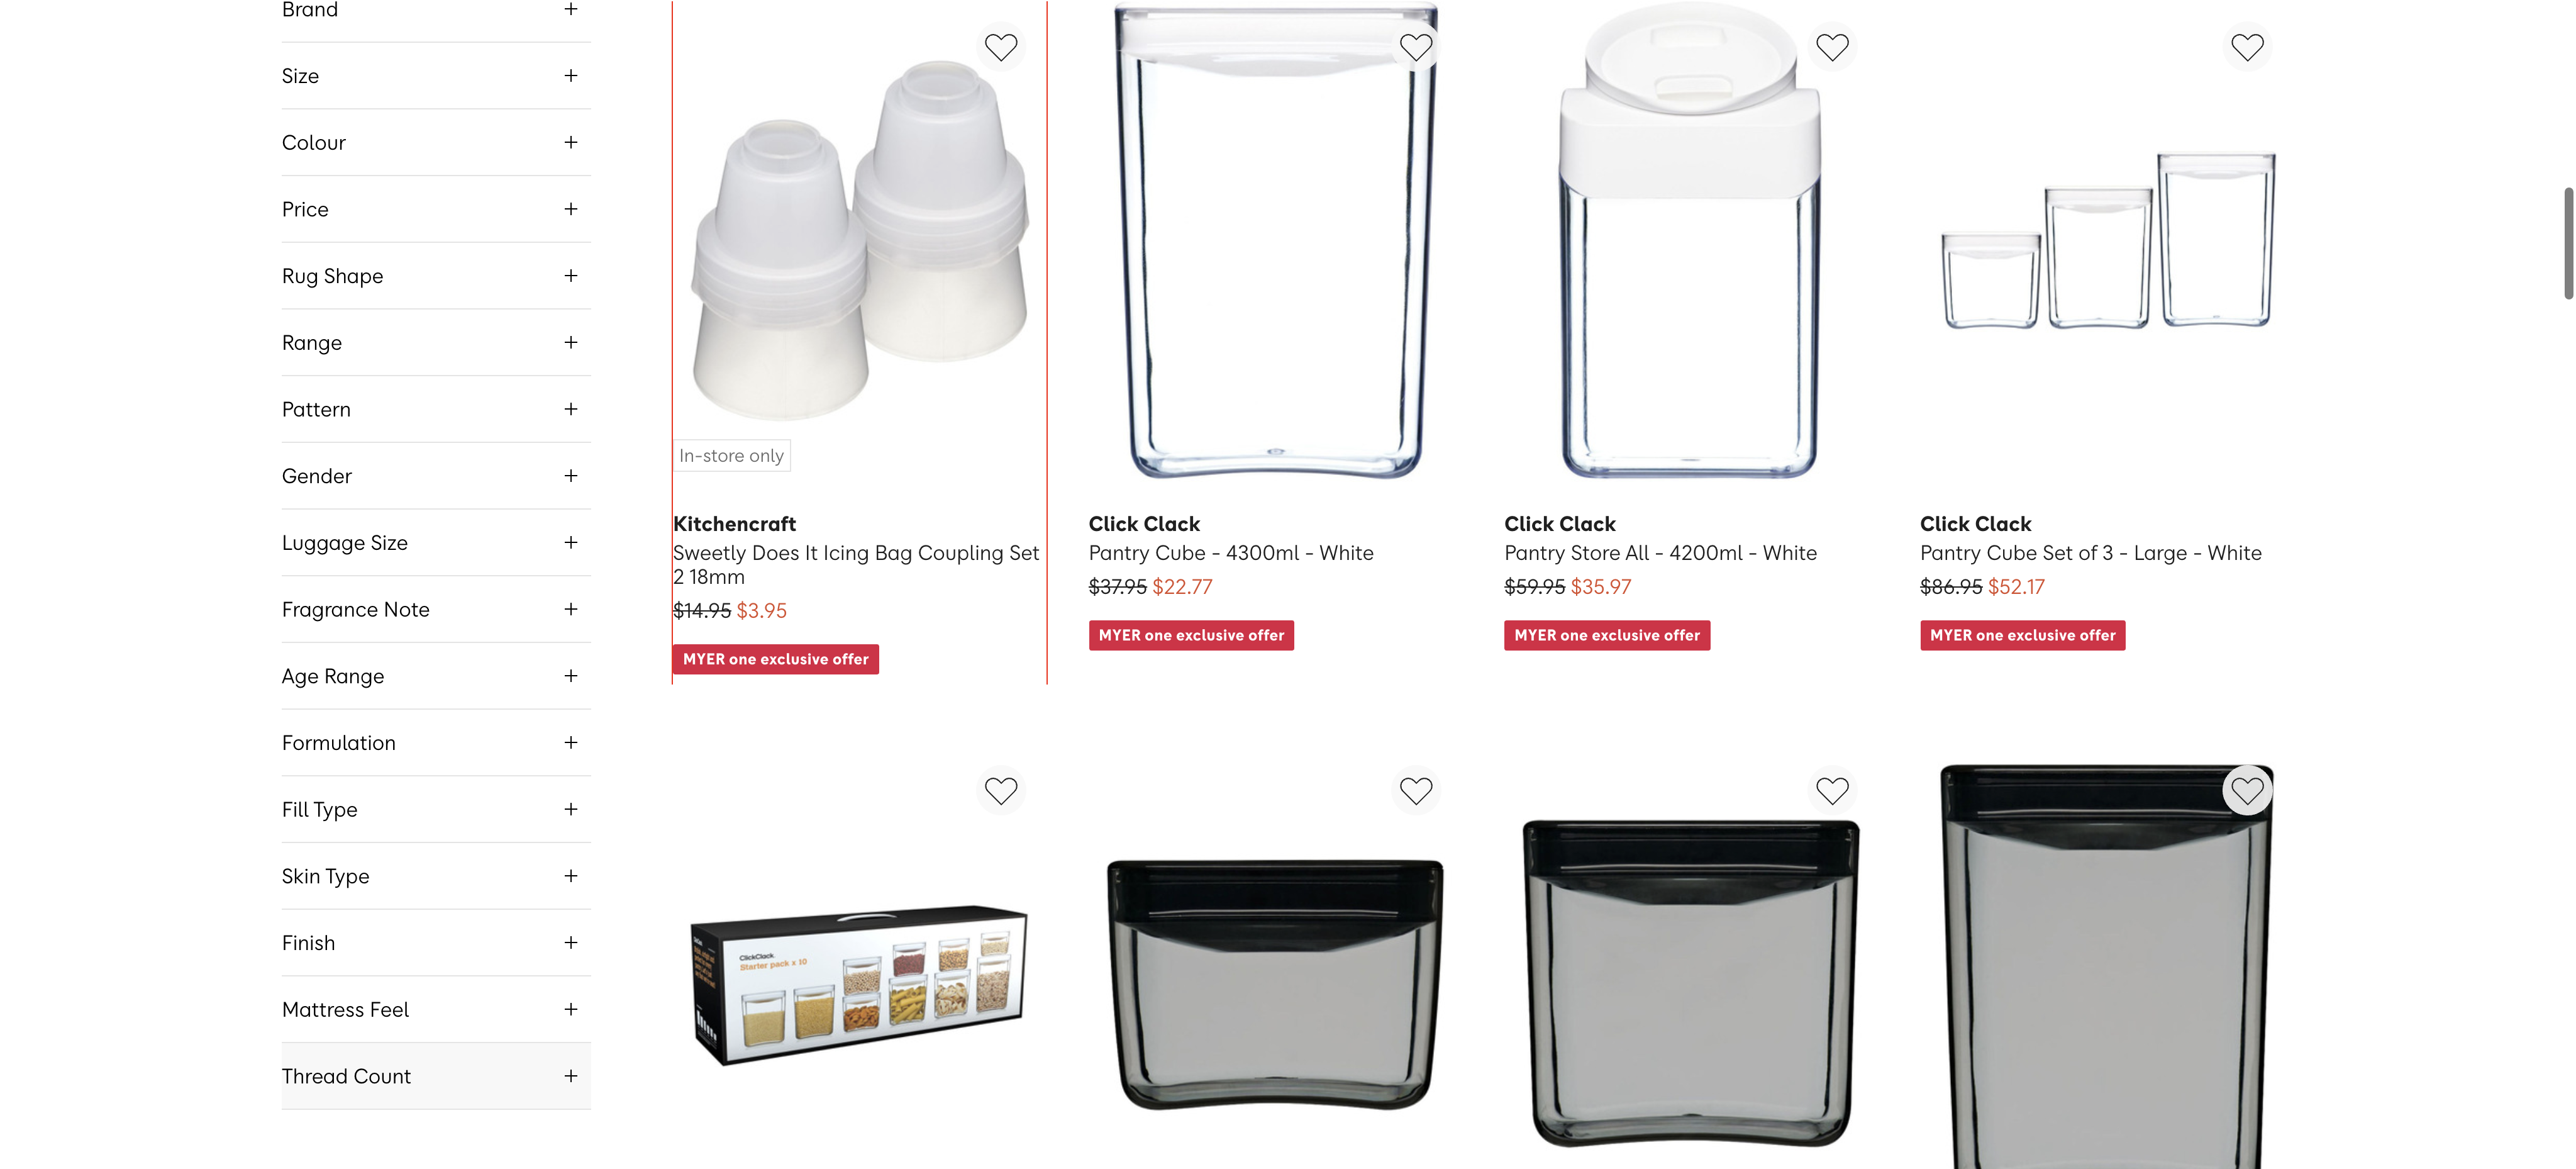 Brand
Size
Colour
Price
Rug Shape
Range
Pattern
Gender
Luggage Size
Fragrance Note
Age Range
Formulation
Fill Type
Skin Type
Finish
Mattress Feel
Thread Count
In-store only
Kitchencraft
Sweetly Does It Icing Bag Coupling Set
2 18mm
$14.95 $3.95
MYER one exclusive offer
Click Clack
Pantry Cube - 4300ml - White
$37.95 $22.77
MYER one exclusive offer
Click Clack
Pantry Store All - 4200ml - White
$59.95 $35.97
MYER one exclusive offer
Click Clack
Pantry Cube Set of 3 - Large - White
$86.95 $52.17
MYER one exclusive offer
ClickClack
Starter pack x 10